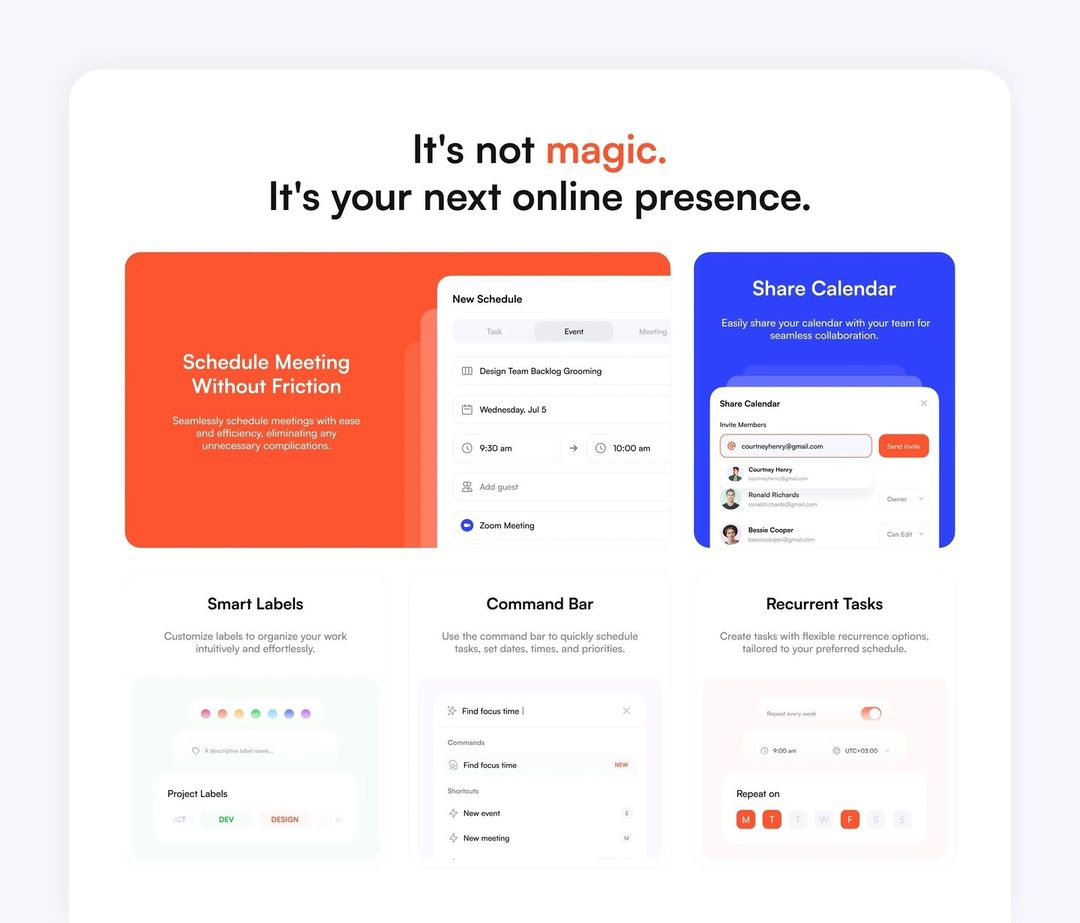 It's not magic.
It's your next online presence.
Schedule Meeting
Without Friction
Seamlessly schedule meetings with ease
and efficiency, eliminating any
unnecessary complications.
New Schedule
Task Event Meeting
Design Team Backlog Grooming
Wednesday, Jul 5
9:30 am → 10:00 am
Add guest
Zoom Meeting
Share Calendar
Easily share your calendar with your team for
seamless collaboration.
Share Calendar
Invite Members
courtneyhenry@gmail.com Send Invite
Courtney Henry
courtneyhenry@gmail.com
Ronald Richards
ronaldrichards@gmail.com
Owner
Bessie Cooper
bessiecooper@gmail.com
Can Edit
Smart Labels
Customize labels to organize your work
intuitively and effortlessly.
A descriptive label name...
Project Labels
DEV DESIGN
Command Bar
Use the command bar to quickly schedule
tasks, set dates, times, and priorities.
Find focus time
Commands
Find focus time NEW
Shortcuts
New event E
New meeting M
Recurrent Tasks
Create tasks with flexible recurrence options,
tailored to your preferred schedule.
Repeat every week
9:00 am UTC+03:00
Repeat on
M T T W F S S